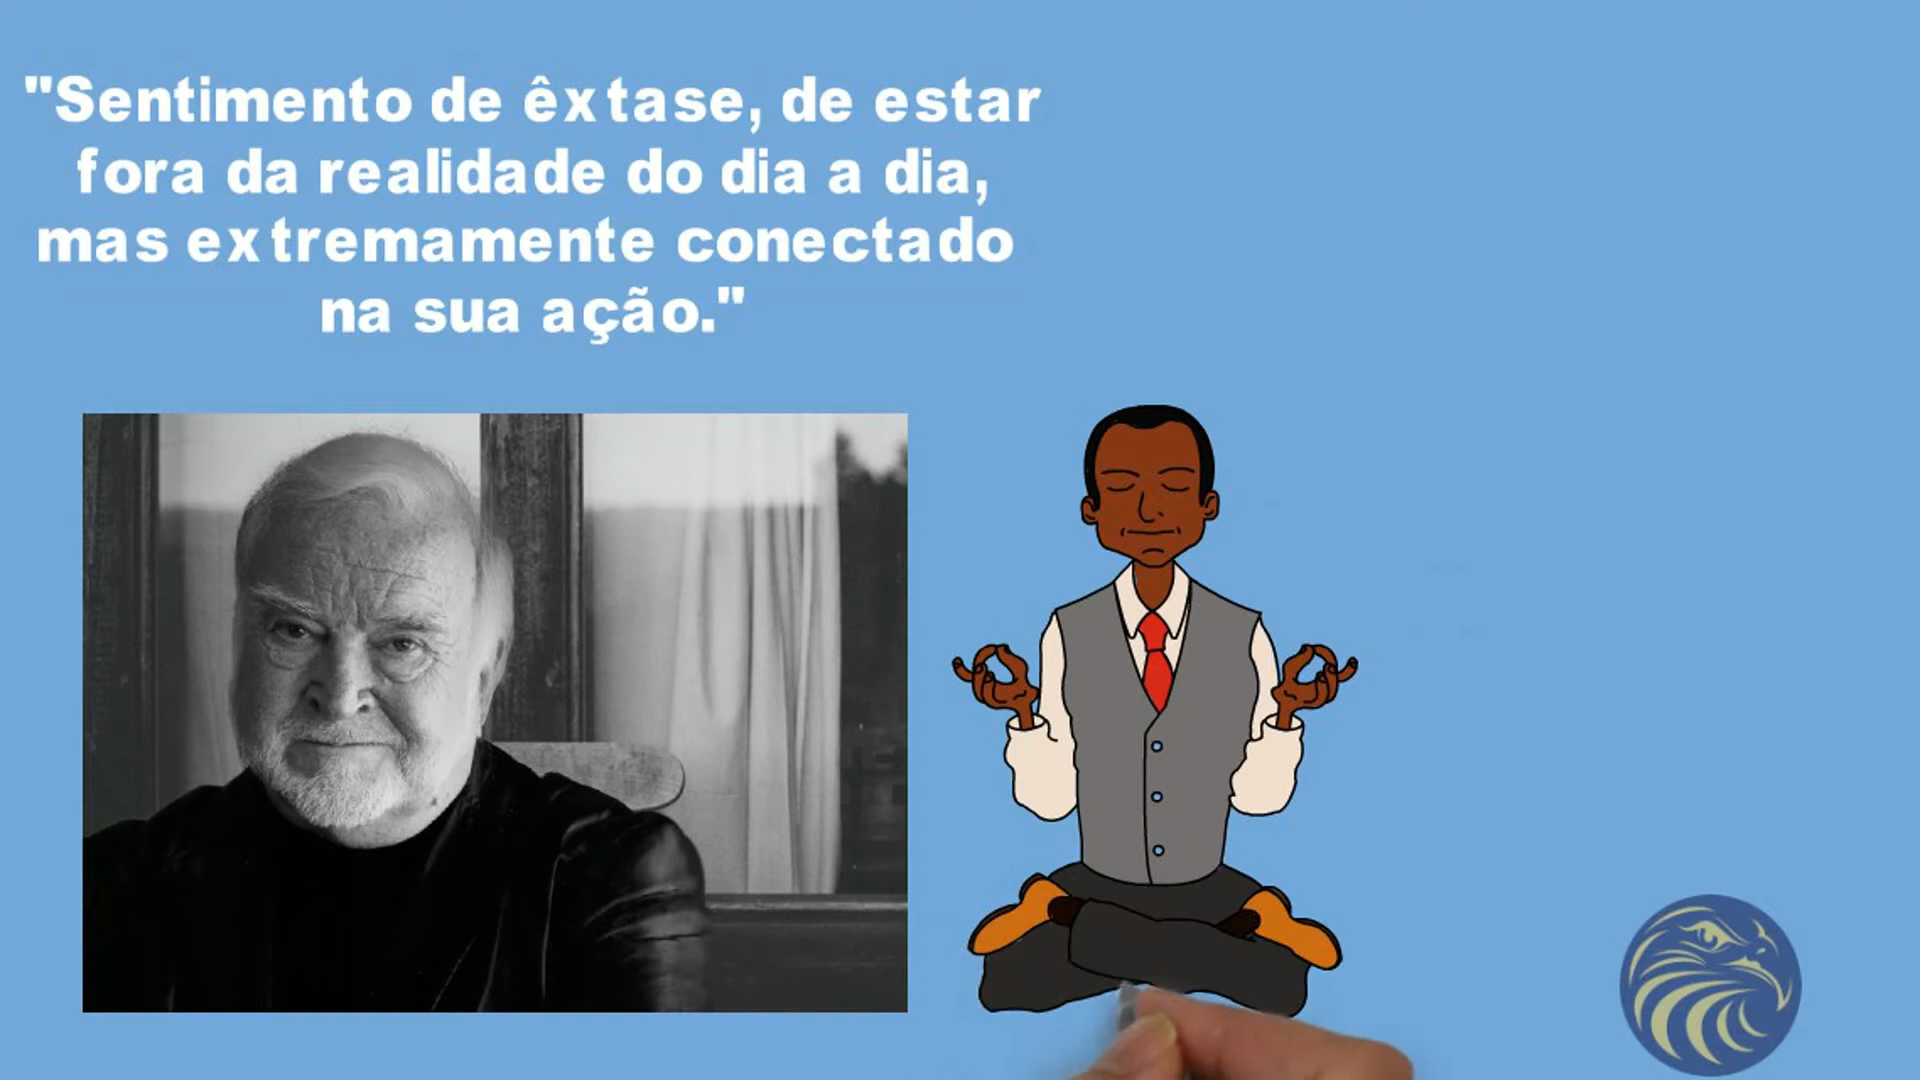 "Sentimento de êxtase, de estar
fora da realidade do dia a dia,
mas extremamente conectado
na sua ação."